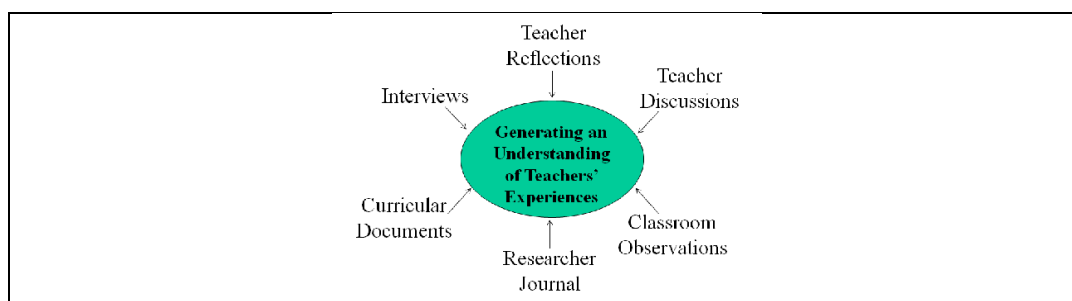 Teacher
Reflections
Teacher
Discussions
Interviews
Generating an
Understanding
of Teachers'
Experiences
Curricular
Documents
Classroom
Observations
Researcher
Journal